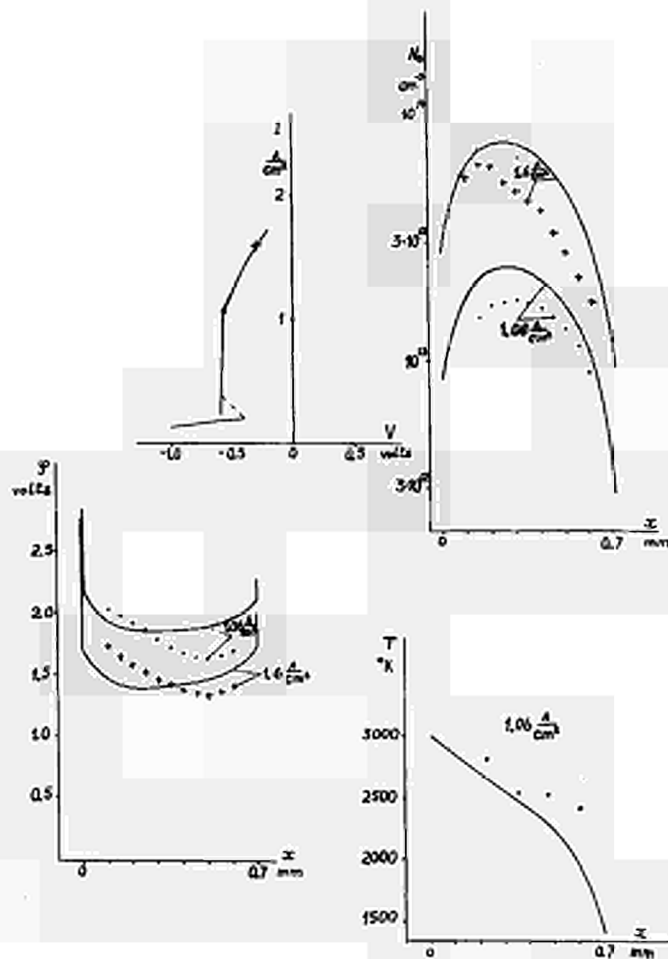 I
A/cm²
2
1
-1.0 -0.5 0 0.5
V
volts
10¹⁴
1.6 A/cm²
3·10¹³
1.06 A/cm²
10¹³
3·10¹²
0 0.7
x
mm
φ
volts
2.5
2.0
1.5
1.0
0.5
1.06 A/cm²
1.6 A/cm²
0 0.7
x
mm
T
°K
3000
2500
2000
1500
1.06 A/cm²
0 0.7
x
mm